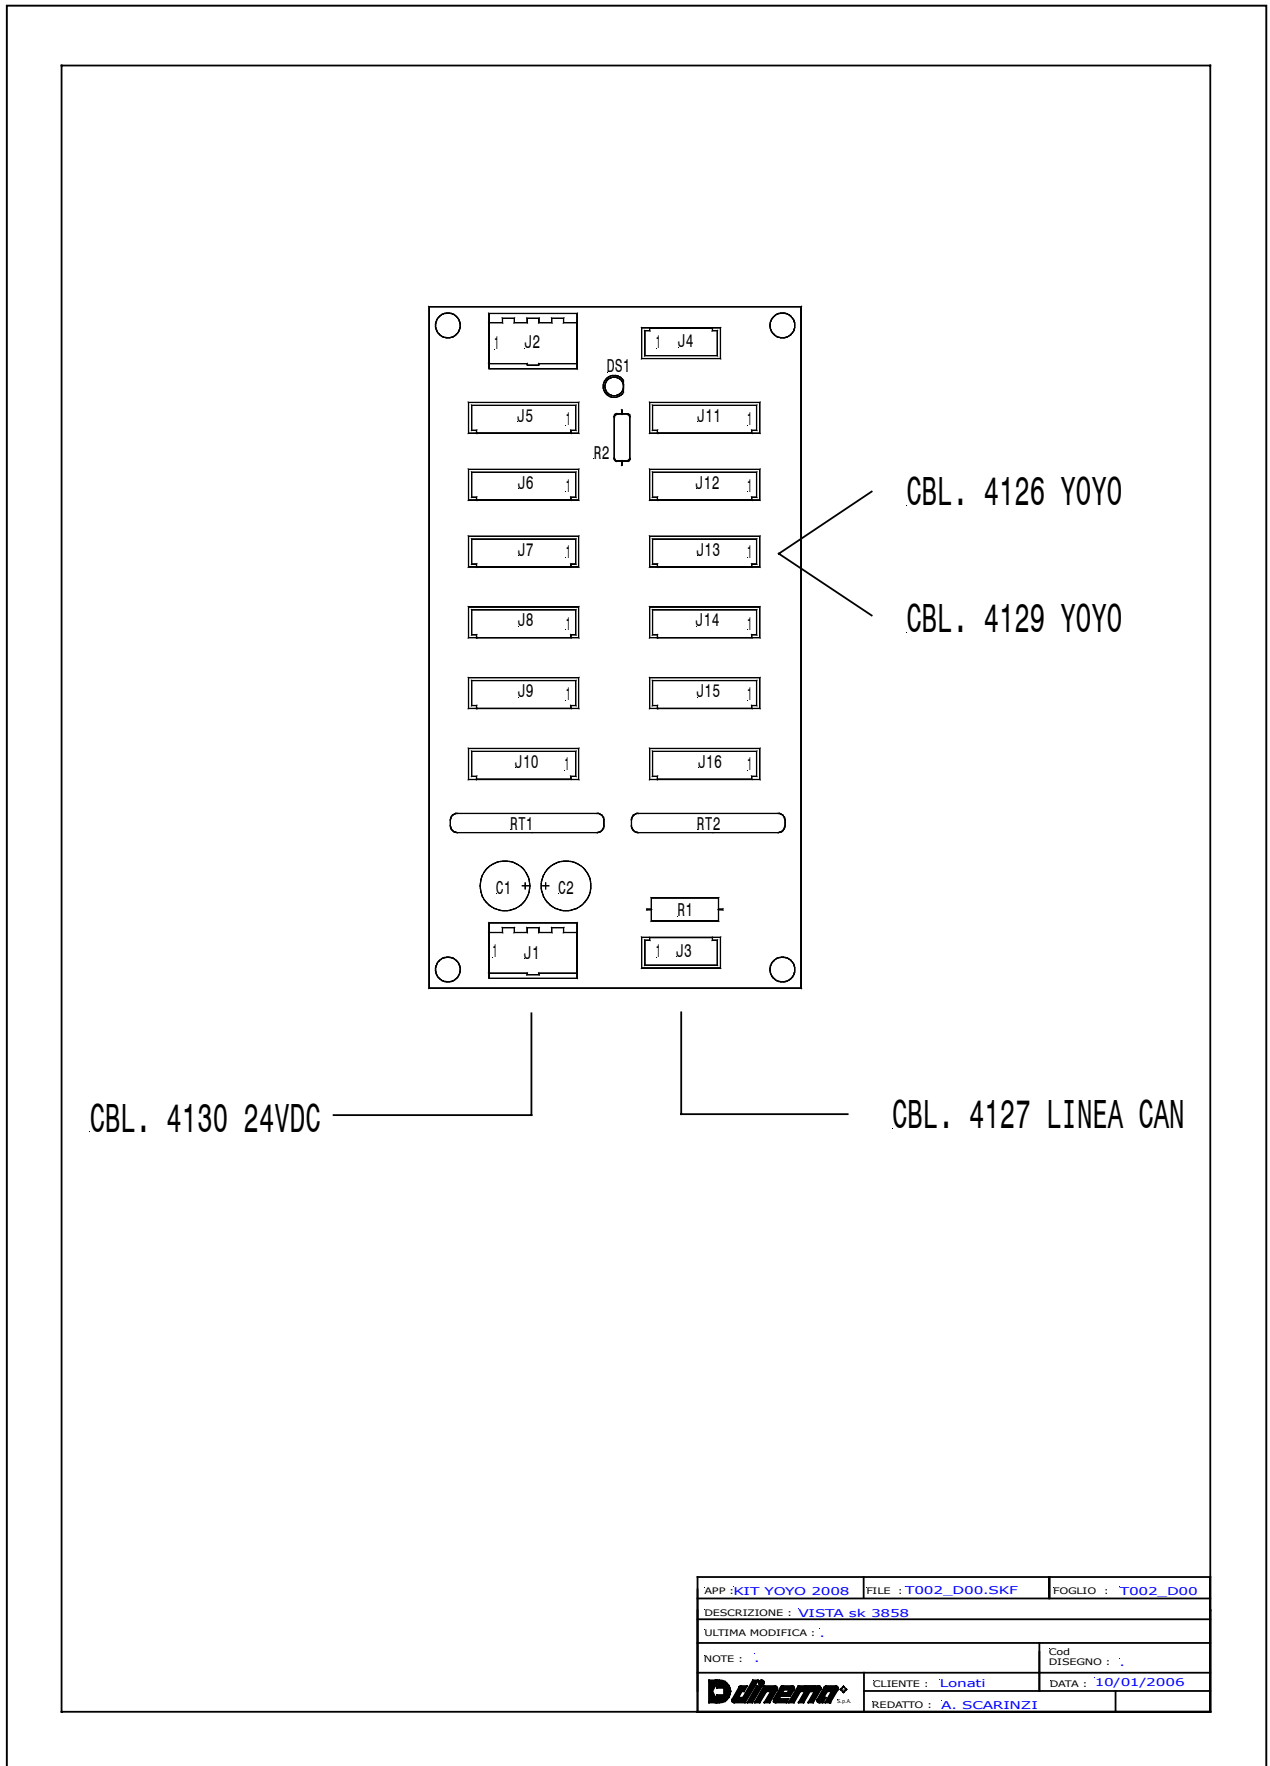 1 J2
1 J4
DS1
J5 1
J11 1
R2
J6 1
J12 1
CBL. 4126 YOYO
J7 1
J13 1
J8 1
J14 1
CBL. 4129 YOYO
J9 1
J15 1
J10 1
J16 1
RT1
RT2
C1 + + C2
R1
1 J1
1 J3
CBL. 4130 24VDC
CBL. 4127 LINEA CAN
APP : KIT YOYO 2008 FILE : T002_D00.SKF FOGLIO : T002_D00
DESCRIZIONE : VISTA sk 3858
ULTIMA MODIFICA : .
NOTE : . Cod
DISEGNO : .
dinema S.p.A. CLIENTE : Lonati DATA : 10/01/2006
REDATTO : A. SCARINZI